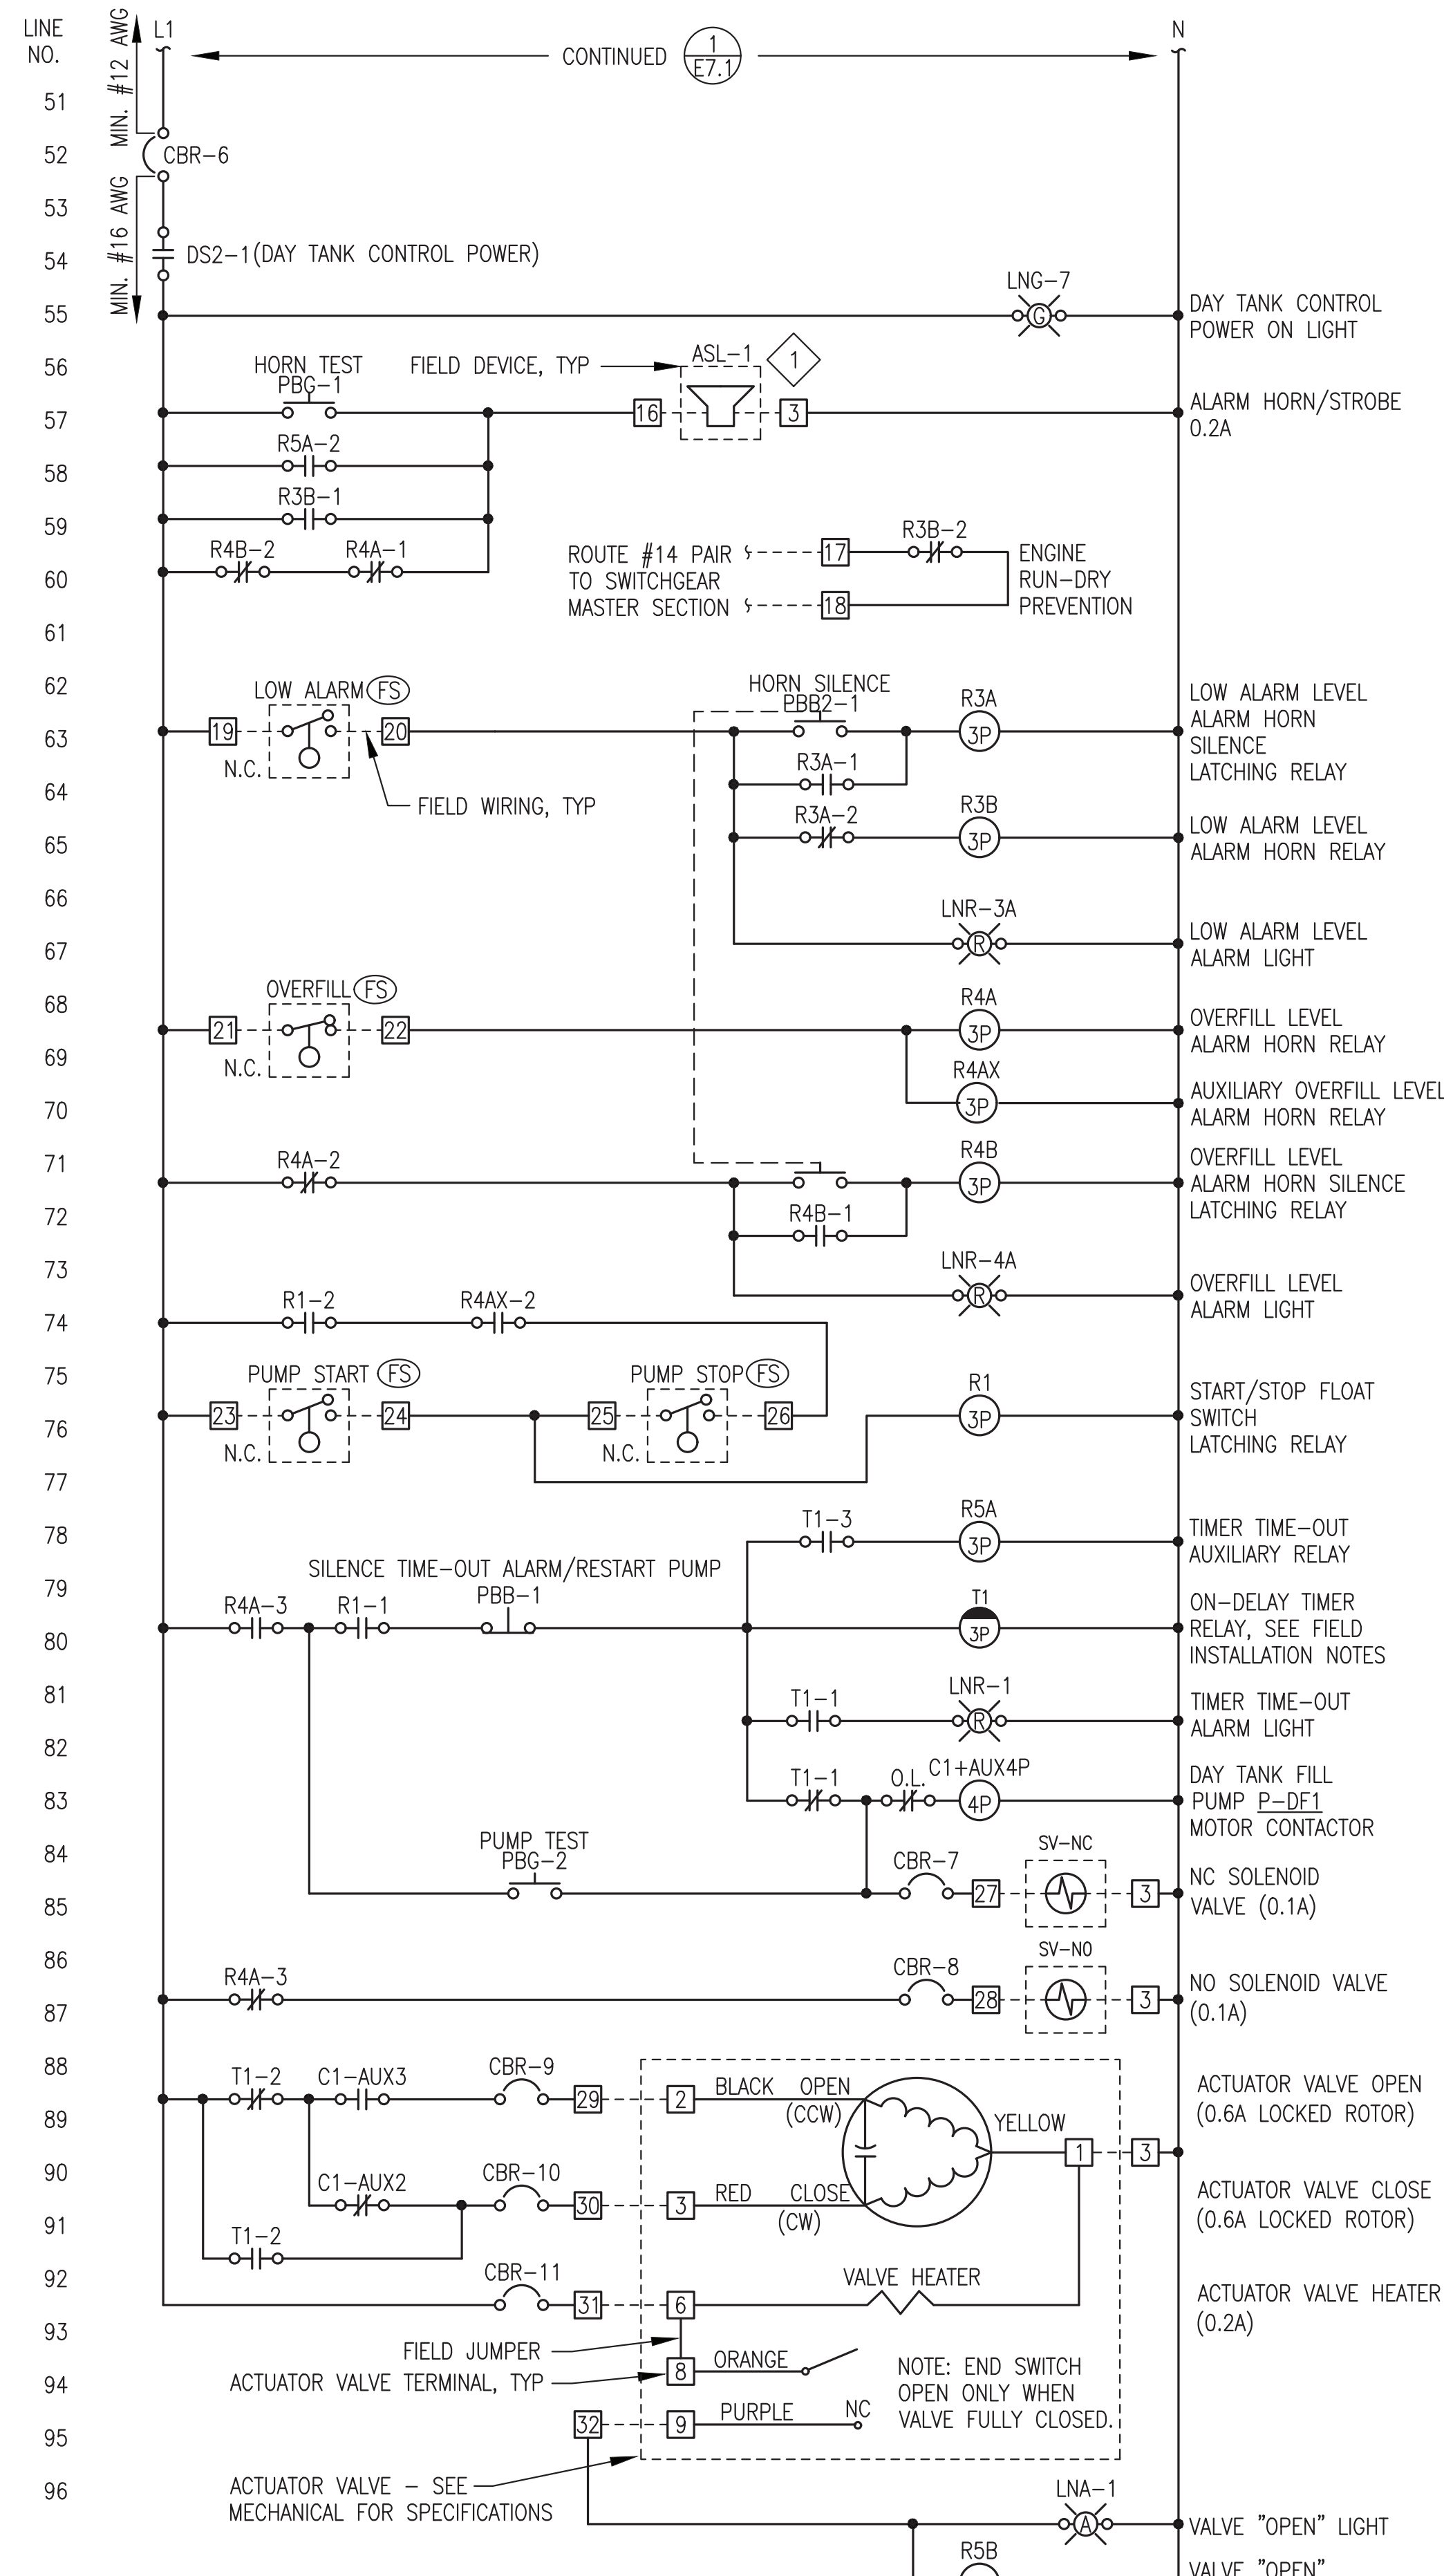 LINE
NO.
MIN. #12 AWG
L1
CONTINUED
1
E7.1
N
51
52
CBR-6
53
MIN. #16 AWG
54
DS2-1(DAY TANK CONTROL POWER)
LNG-7
55
G
DAY TANK CONTROL
POWER ON LIGHT
56
HORN TEST
PBG-1
FIELD DEVICE, TYP
ASL-1
1
57
16
3
ALARM HORN/STROBE
0.2A
58
R5A-2
59
R3B-1
60
R4B-2
R4A-1
ROUTE #14 PAIR
TO SWITCHGEAR
MASTER SECTION
17
18
R3B-2
ENGINE
RUN-DRY
PREVENTION
61
62
LOW ALARM
FS
HORN SILENCE
PBB2-1
R3A
LOW ALARM LEVEL
ALARM HORN
SILENCE
LATCHING RELAY
63
19
20
3P
N.C.
64
FIELD WIRING, TYP
R3A-1
R3A-2
R3B
65
3P
LOW ALARM LEVEL
ALARM HORN RELAY
66
LNR-3A
67
R
LOW ALARM LEVEL
ALARM LIGHT
68
OVERFILL
FS
R4A
69
21
22
3P
N.C.
OVERFILL LEVEL
ALARM HORN RELAY
70
R4AX
3P
AUXILIARY OVERFILL LEVEL
ALARM HORN RELAY
71
R4A-2
R4B
3P
OVERFILL LEVEL
ALARM HORN SILENCE
LATCHING RELAY
72
R4B-1
73
LNR-4A
R
OVERFILL LEVEL
ALARM LIGHT
74
R1-2
R4AX-2
75
PUMP START
FS
PUMP STOP
FS
R1
76
23
24
25
26
3P
N.C.
N.C.
START/STOP FLOAT
SWITCH
LATCHING RELAY
77
78
T1-3
R5A
3P
TIMER TIME-OUT
AUXILIARY RELAY
79
SILENCE TIME-OUT ALARM/RESTART PUMP
PBB-1
80
R4A-3
R1-1
T1
3P
ON-DELAY TIMER
RELAY, SEE FIELD
INSTALLATION NOTES
81
T1-1
LNR-1
R
TIMER TIME-OUT
ALARM LIGHT
82
83
T1-1
O.L.
C1+AUX4P
4P
DAY TANK FILL
PUMP P-DF1
MOTOR CONTACTOR
84
PUMP TEST
PBG-2
CBR-7
SV-NC
85
27
3
NC SOLENOID
VALVE (0.1A)
86
R4A-3
CBR-8
SV-NO
87
28
3
NO SOLENOID VALVE
(0.1A)
88
T1-2
C1-AUX3
CBR-9
89
29
2
BLACK OPEN
(CCW)
YELLOW
ACTUATOR VALVE OPEN
(0.6A LOCKED ROTOR)
90
C1-AUX2
CBR-10
1
3
91
30
3
RED CLOSE
(CW)
ACTUATOR VALVE CLOSE
(0.6A LOCKED ROTOR)
T1-2
92
CBR-11
31
6
VALVE HEATER
ACTUATOR VALVE HEATER
(0.2A)
93
FIELD JUMPER
94
ACTUATOR VALVE TERMINAL, TYP
8
ORANGE
NOTE: END SWITCH
OPEN ONLY WHEN
VALVE FULLY CLOSED.
95
32
9
PURPLE
NC
96
ACTUATOR VALVE - SEE
MECHANICAL FOR SPECIFICATIONS
LNA-1
A
VALVE "OPEN" LIGHT
R5B
VALVE "OPEN"